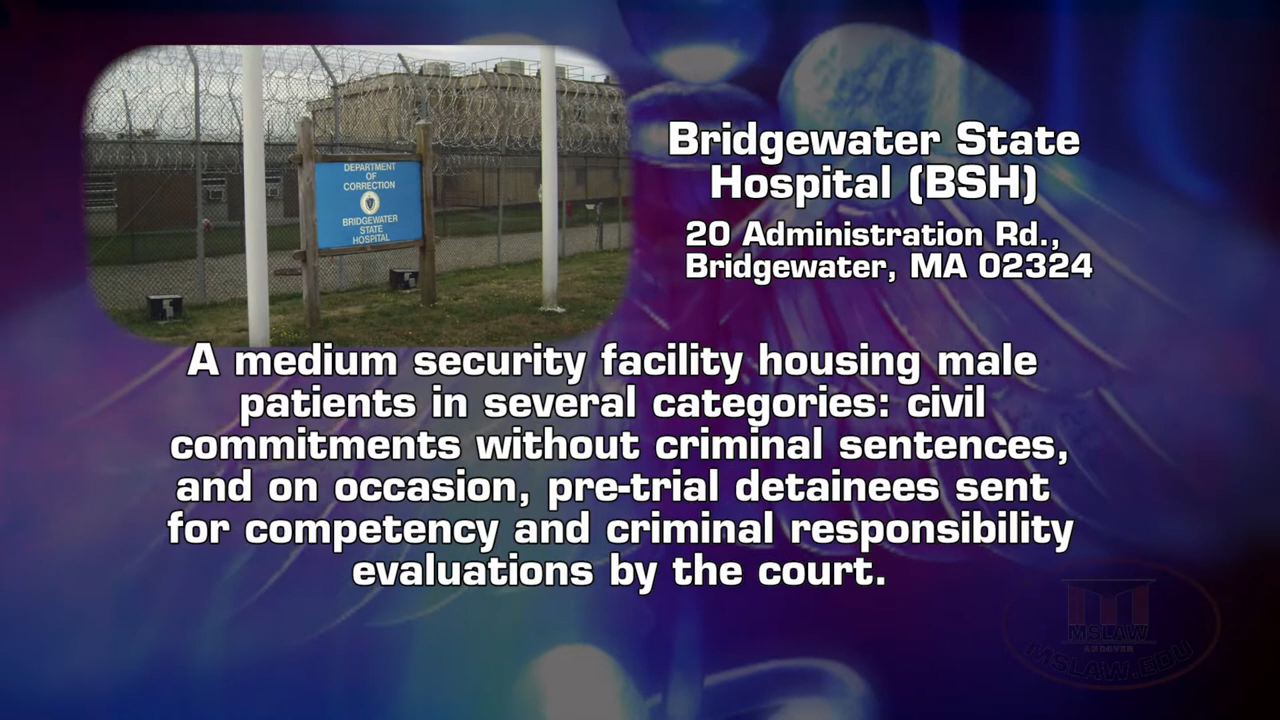 DEPARTMENT
OF
CORRECTION
BRIDGEWATER
STATE
HOSPITAL
Bridgewater State
Hospital (BSH)
20 Administration Rd.,
Bridgewater, MA 02324
A medium security facility housing male
patients in several categories: civil
commitments without criminal sentences,
and on occasion, pre-trial detainees sent
for competency and criminal responsibility
evaluations by the court.
MSLAW
ANDOVER
MSLAW.EDU